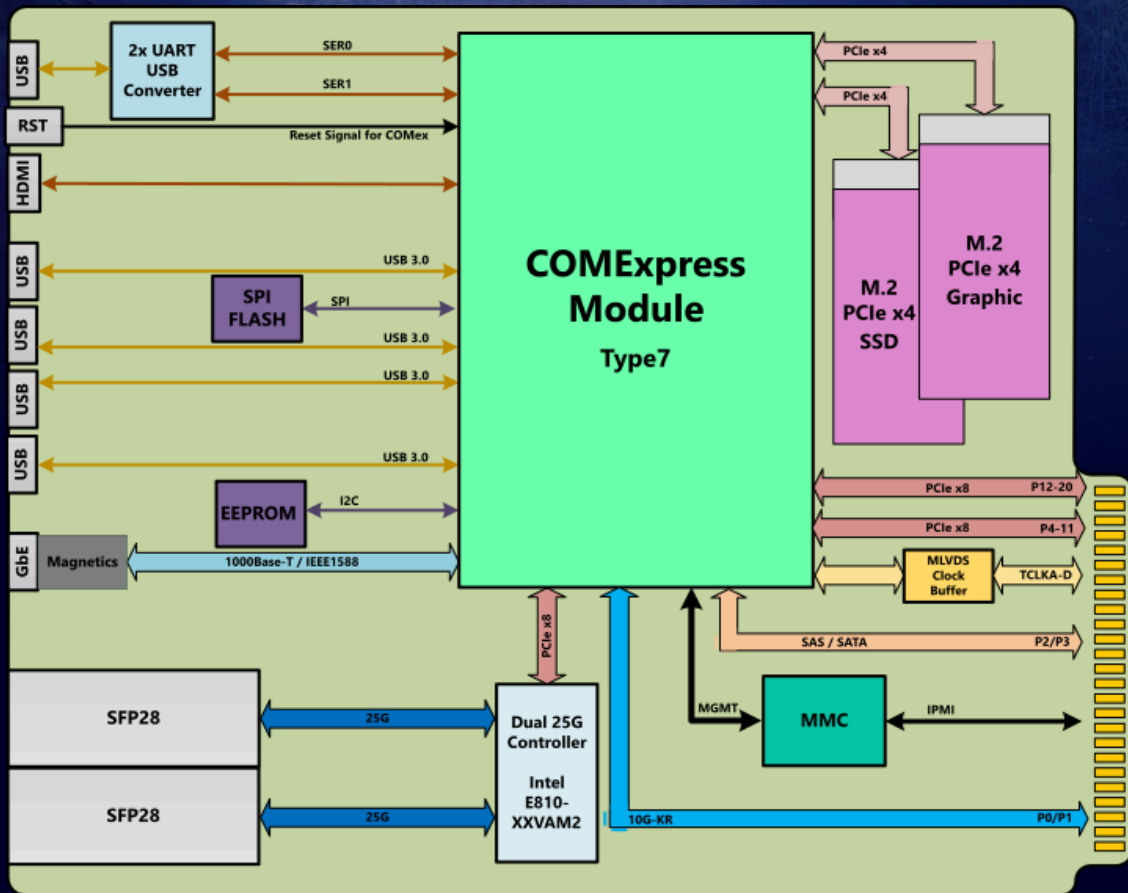 USB
2x UART
USB
Converter
SER0
SER1
RST
Reset Signal for COMex
HDMI
USB
USB 3.0
SPI
FLASH
SPI
USB
USB 3.0
USB
USB 3.0
USB
USB 3.0
EEPROM
I2C
GbE
Magnetics
1000Base-T / IEEE1588
COMExpress
Module
Type7
PCIe x4
PCIe x4
M.2
PCIe x4
SSD
M.2
PCIe x4
Graphic
PCIe x8
P12-20
PCIe x8
P4-11
MLVDS
Clock
Buffer
TCLKA-D
SAS / SATA
P2/P3
PCIe x8
MGMT
MMC
IPMI
SFP28
25G
SFP28
25G
Dual 25G
Controller
Intel
E810-
XXVAM2
10G-KR
P0/P1